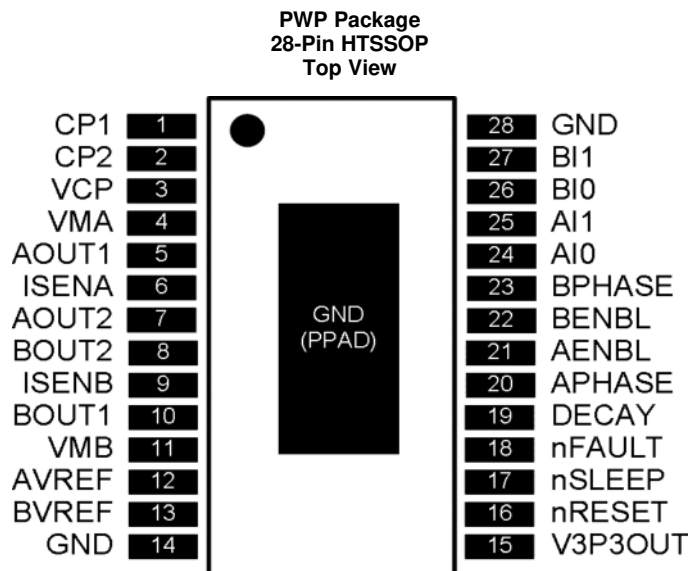 PWP Package
28-Pin HTSSOP
Top View
CP1 1 28 GND
CP2 2 27 BI1
VCP 3 26 BI0
VMA 4 25 AI1
AOUT1 5 24 AI0
ISENA 6 23 BPHASE
AOUT2 7 22 BENBL
GND
(PPAD)
BOUT2 8 21 AENBL
ISENB 9 20 APHASE
BOUT1 10 19 DECAY
VMB 11 18 nFAULT
AVREF 12 17 nSLEEP
BVREF 13 16 nRESET
GND 14 15 V3P3OUT